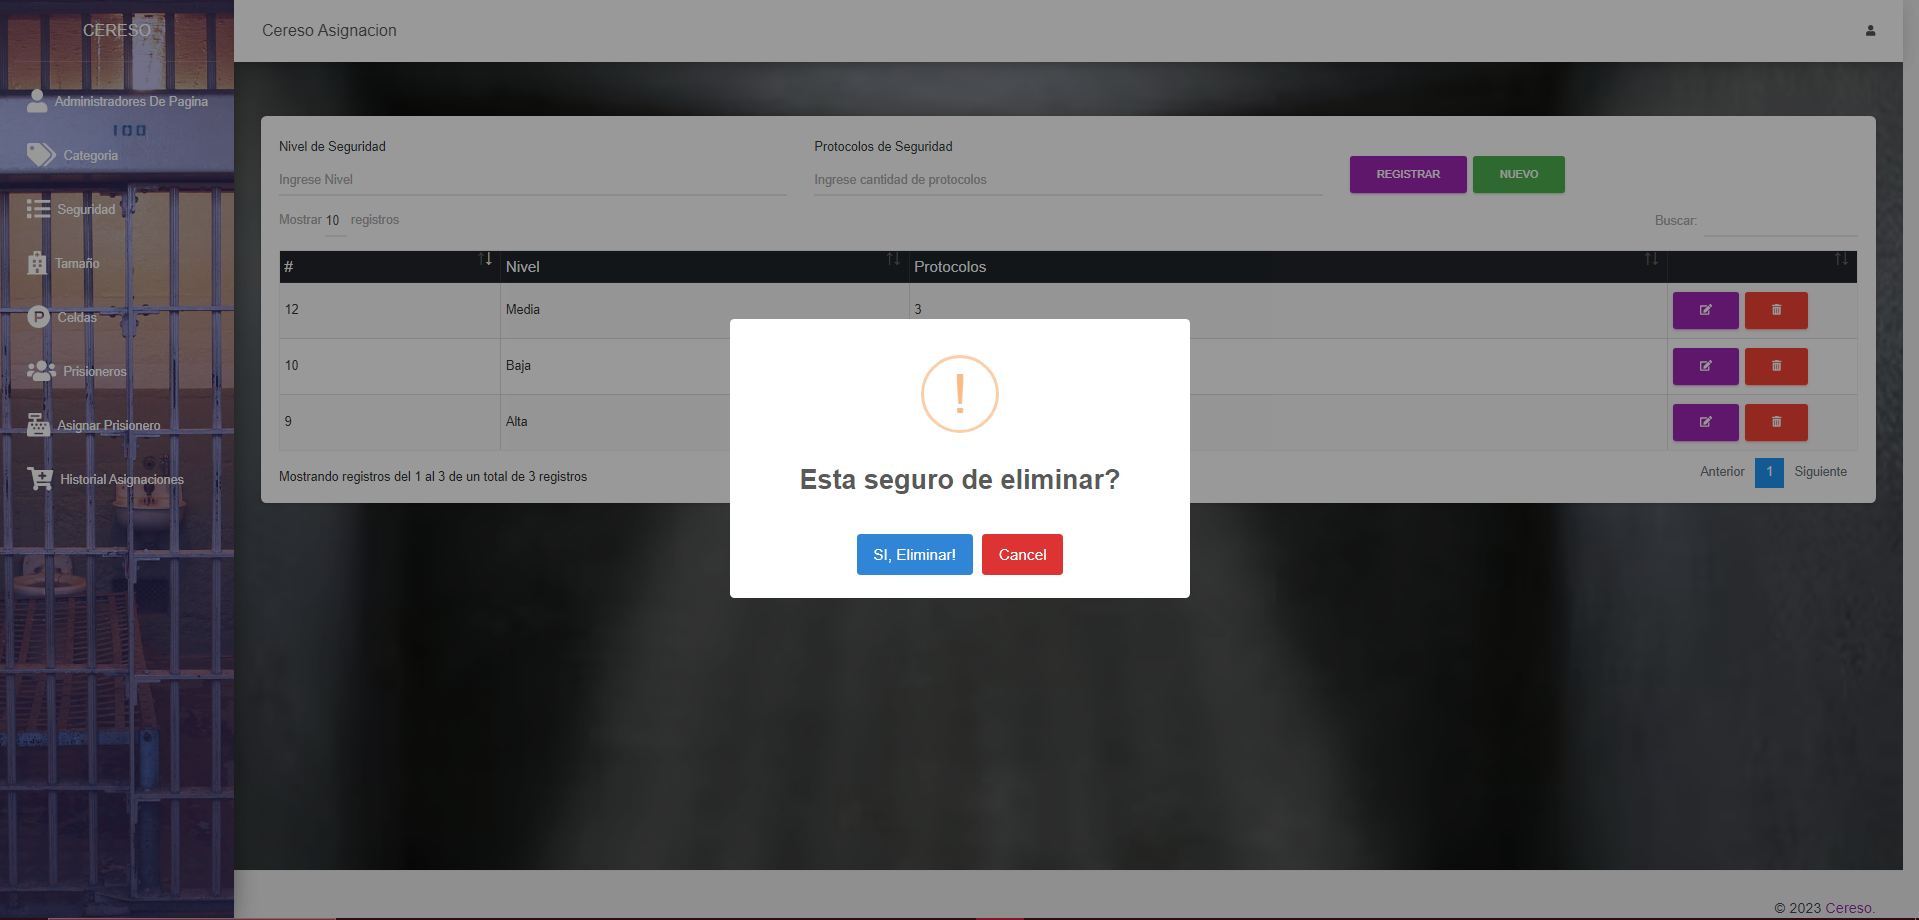 CERESO
Cereso Asignacion
Administradores De Pagina
100
Categoria
Seguridad
Tamaño
Celdas
Prisioneros
Asignar Prisionero
Historial Asignaciones
Nivel de Seguridad
Protocolos de Seguridad
Ingrese Nivel
Ingrese cantidad de protocolos
REGISTRAR
NUEVO
Mostrar 10 registros
Buscar:
# Nivel Protocolos
12 Media 3
10 Baja
9 Alta
Mostrando registros del 1 al 3 de un total de 3 registros
Anterior 1 Siguiente
!
Esta seguro de eliminar?
SI, Eliminar!
Cancel
© 2023 Cereso.